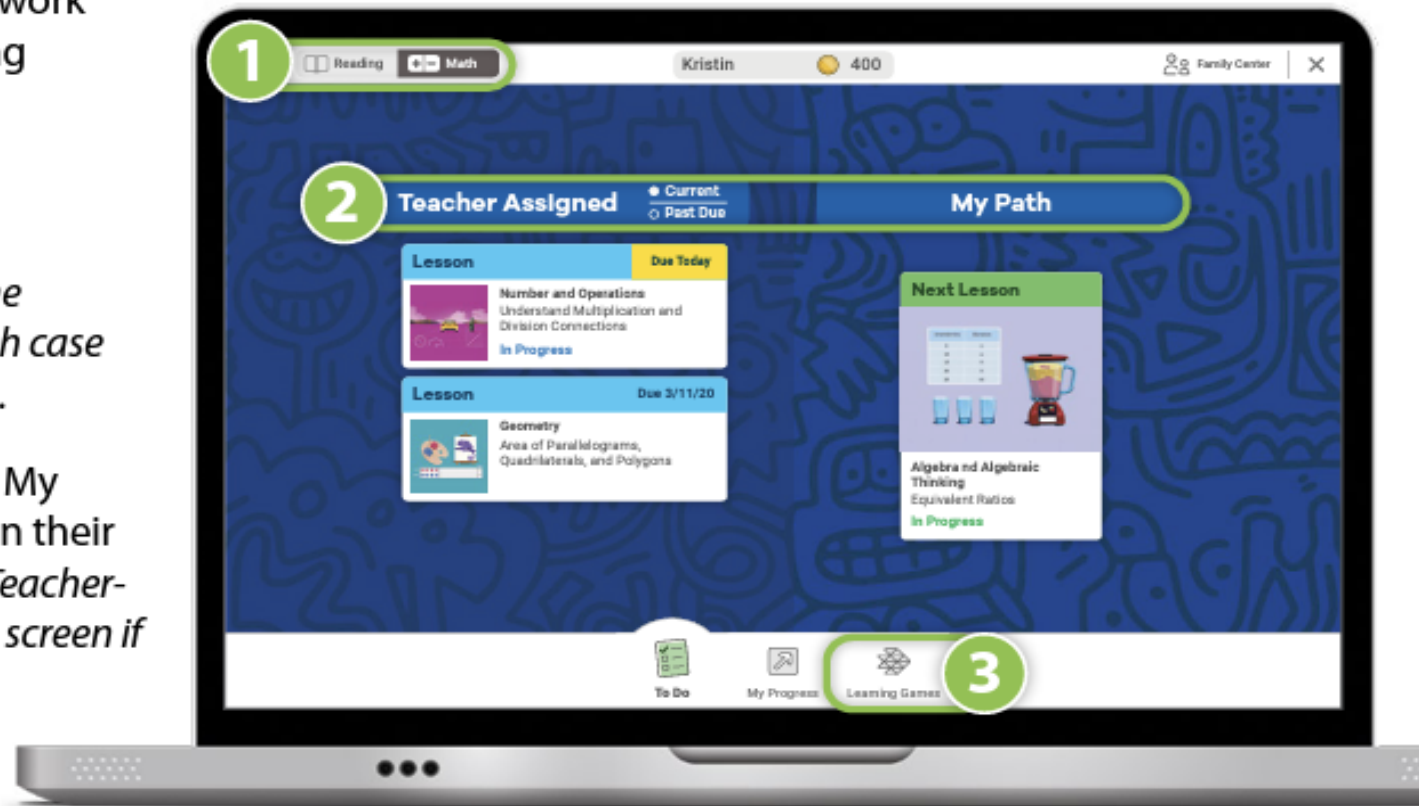 work
g
e
h case
.
My
n their
Teacher-
screen if
1
Reading
Math
Kristin
400
Family Center
2
Teacher Assigned
Current
Past Due
My Path
Lesson
Due Today
Number and Operations
Understand Multiplication and
Division Connections
In Progress
Lesson
Due 3/11/20
Geometry
Area of Parallelograms,
Quadrilaterals, and Polygons
Next Lesson
Algebra nd Algebraic
Thinking
Equivalent Ratios
In Progress
To Do
My Progress
Learning Games
3